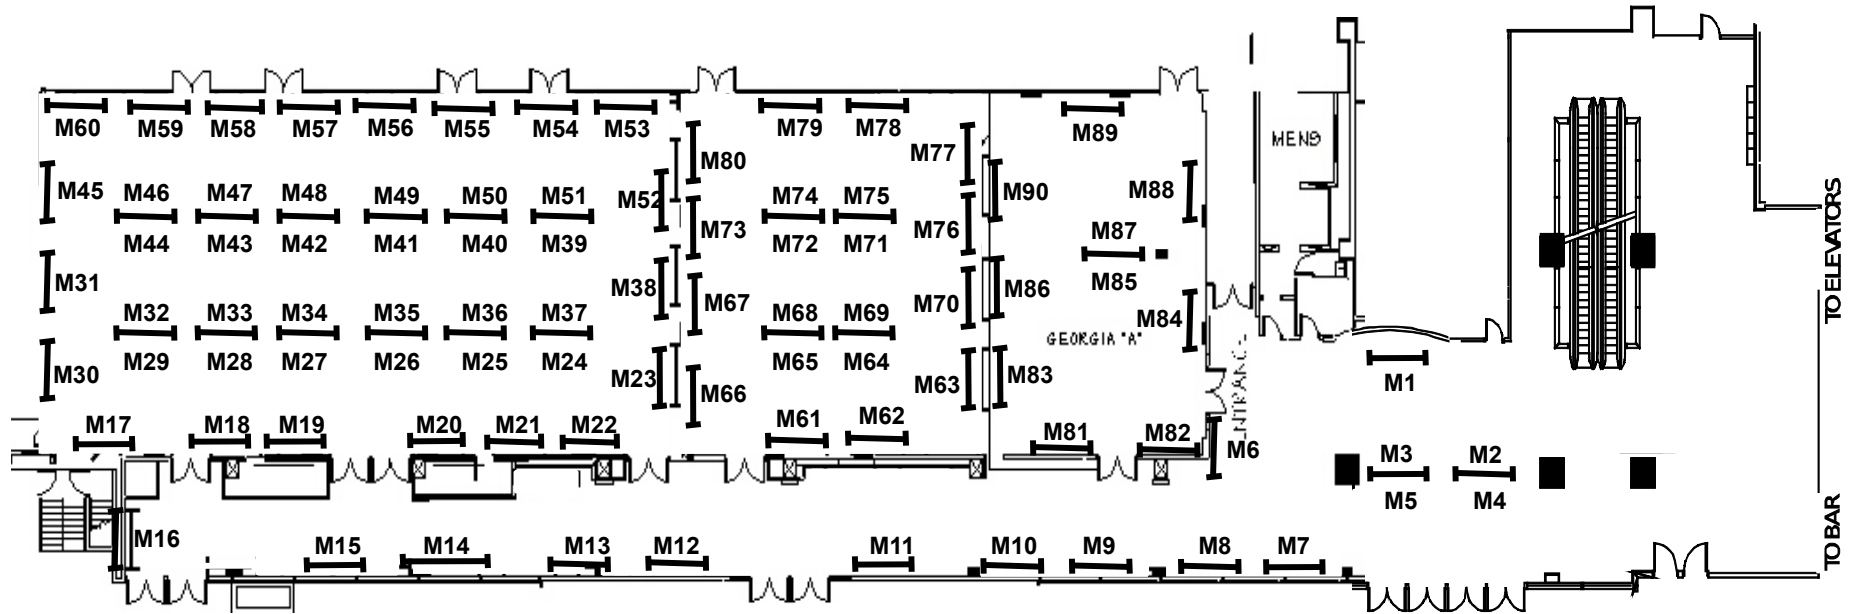 M60 M59 M58 M57 M56 M55 M54 M53 M79 M78 M89
M80 M77 MENS
M45 M46 M47 M48 M49 M50 M51 M52 M74 M75 M90 M88
M44 M43 M42 M41 M40 M39 M73 M72 M71 M76 M87
M85
M31 M38 M67 M70 M86 M84
M32 M33 M34 M35 M36 M37 M68 M69 GEORGIA "A"
M29 M28 M27 M26 M25 M24 M65 M64
M30 M23 M66 M63 M83 ENTRANCE M1
M17 M18 M19 M20 M21 M22 M61 M62 M81 M82 M6
M3 M2
M5 M4
M16 M15 M14 M13 M12 M11 M10 M9 M8 M7
TO ELEVATORS
TO BAR